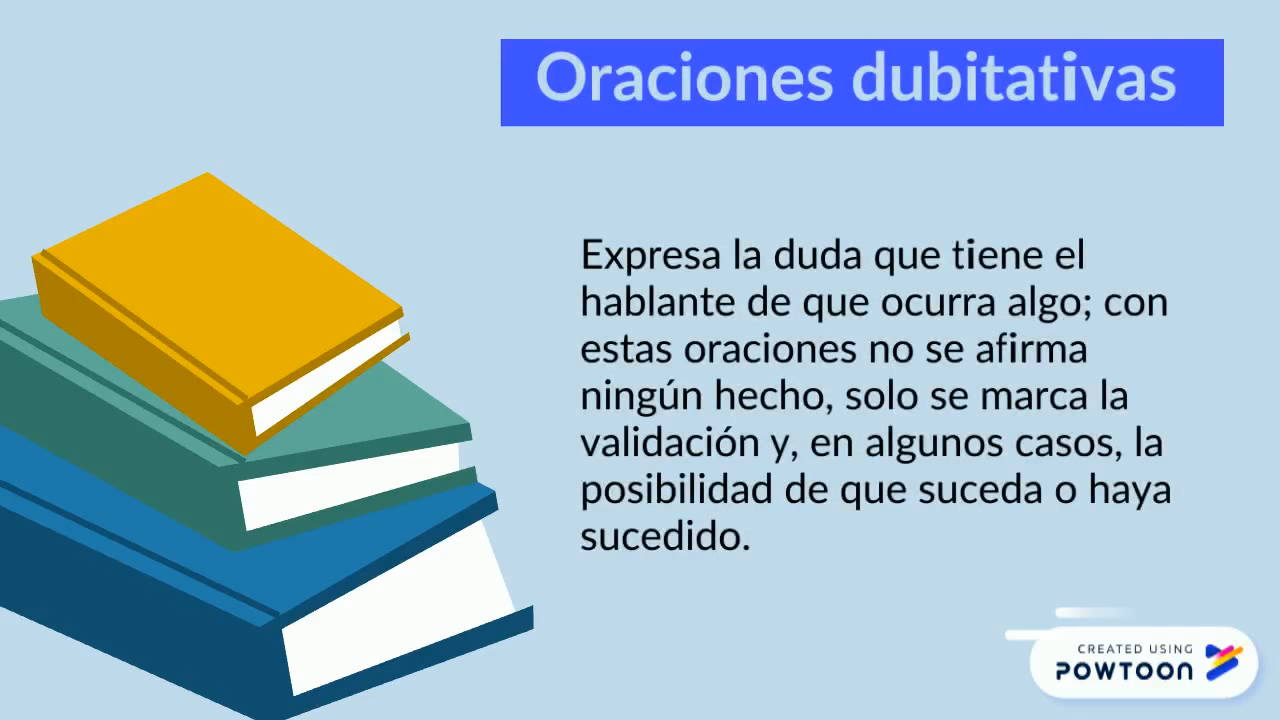 Oraciones dubitativas
Expresa la duda que tiene el
hablante de que ocurra algo; con
estas oraciones no se afirma
ningún hecho, solo se marca la
validación y, en algunos casos, la
posibilidad de que suceda o haya
sucedido.
CREATED USING
POWTOON